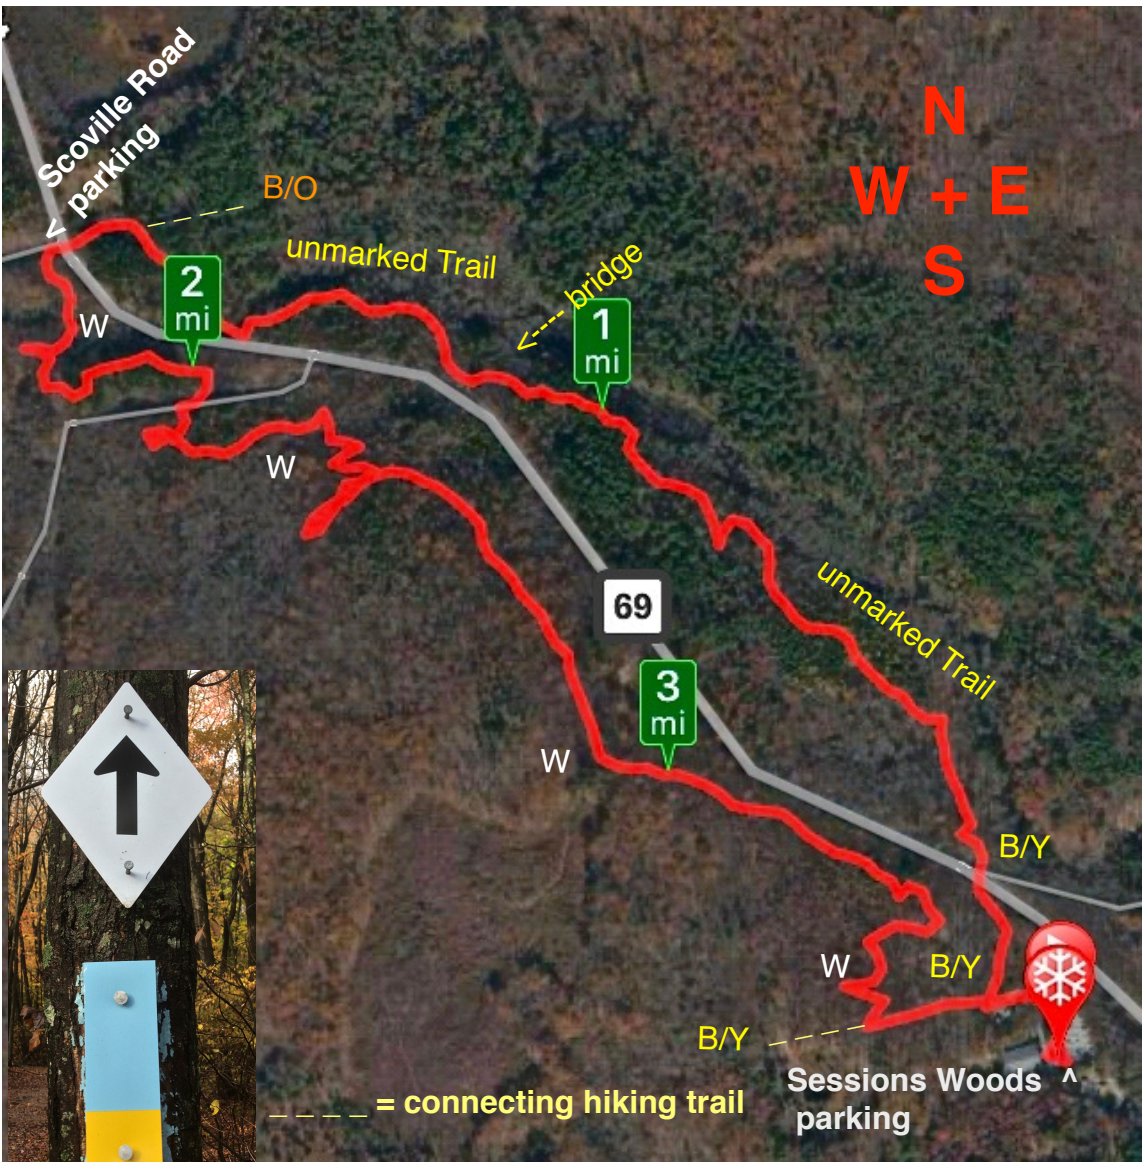 Scoville Road
< parking
N
W + E
S
B/O
unmarked Trail
bridge
2
mi
1
mi
W
W
69
unmarked Trail
3
mi
W
B/Y
W
B/Y
B/Y
Sessions Woods ^
parking
_ _ _ _ = connecting hiking trail